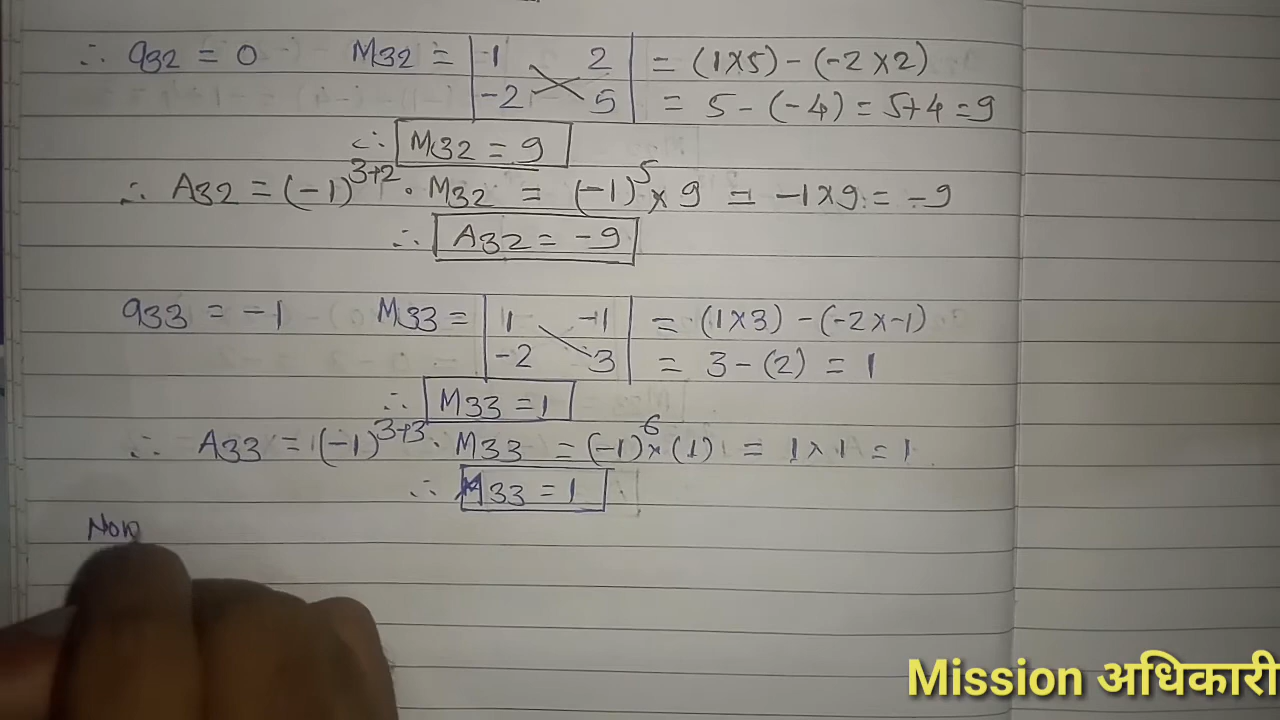 ∴ a32 = 0 M32 = | 1 2 | = (1×5) - (-2×2)
| -2 5 | = 5 - (-4) = 5+4 = 9
∴ M32 = 9
∴ A32 = (-1)^3+2 · M32 = (-1)^5 × 9 = -1×9 = -9
∴ A32 = -9
a33 = -1 M33 = | 1 -1 | = (1×3) - (-2×-1)
| -2 3 | = 3 - (2) = 1
∴ M33 = 1
∴ A33 = (-1)^3+3 · M33 = (-1)^6 × (1) = 1×1 = 1
∴ M33 = 1
Now
Mission अधिकारी